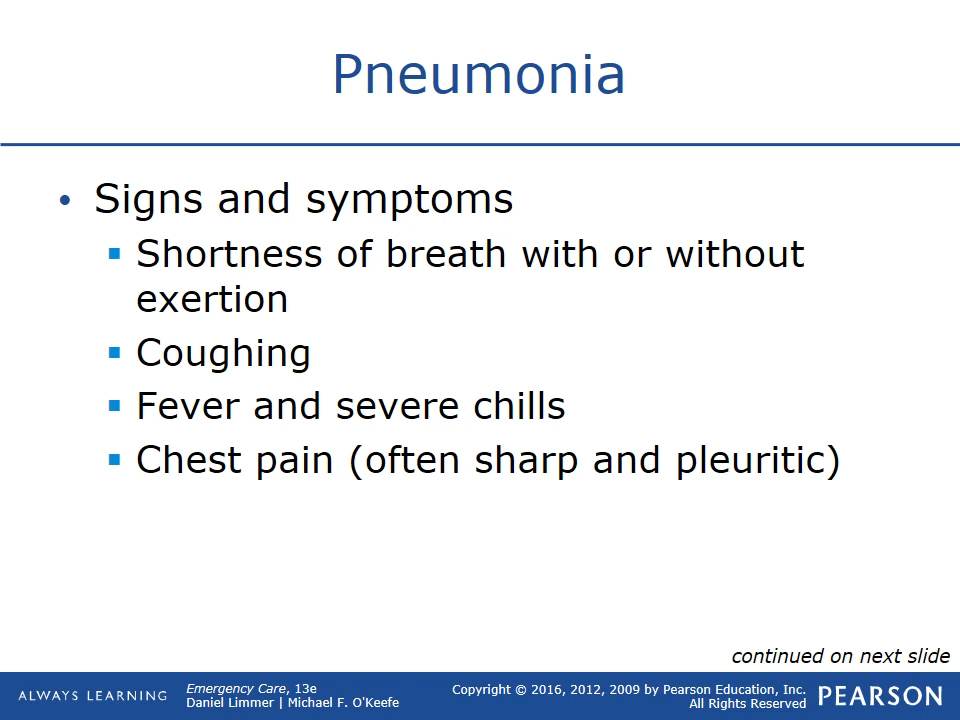 Pneumonia
• Signs and symptoms
▪ Shortness of breath with or without
exertion
▪ Coughing
▪ Fever and severe chills
▪ Chest pain (often sharp and pleuritic)
continued on next slide
ALWAYS LEARNING
Emergency Care, 13e
Daniel Limmer | Michael F. O'Keefe
Copyright © 2016, 2012, 2009 by Pearson Education, Inc.
All Rights Reserved
PEARSON